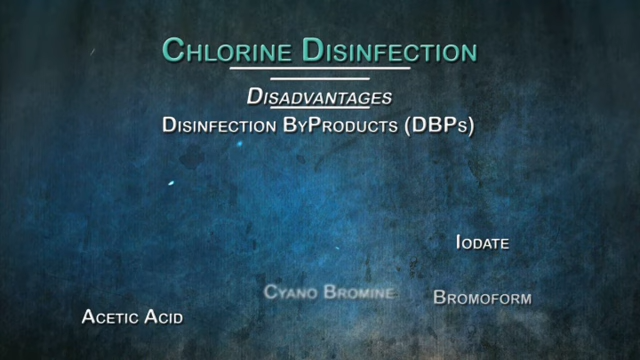 Chlorine Disinfection
Disadvantages
Disinfection ByProducts (DBPs)
Iodate
Cyano Bromine
Bromoform
Acetic Acid